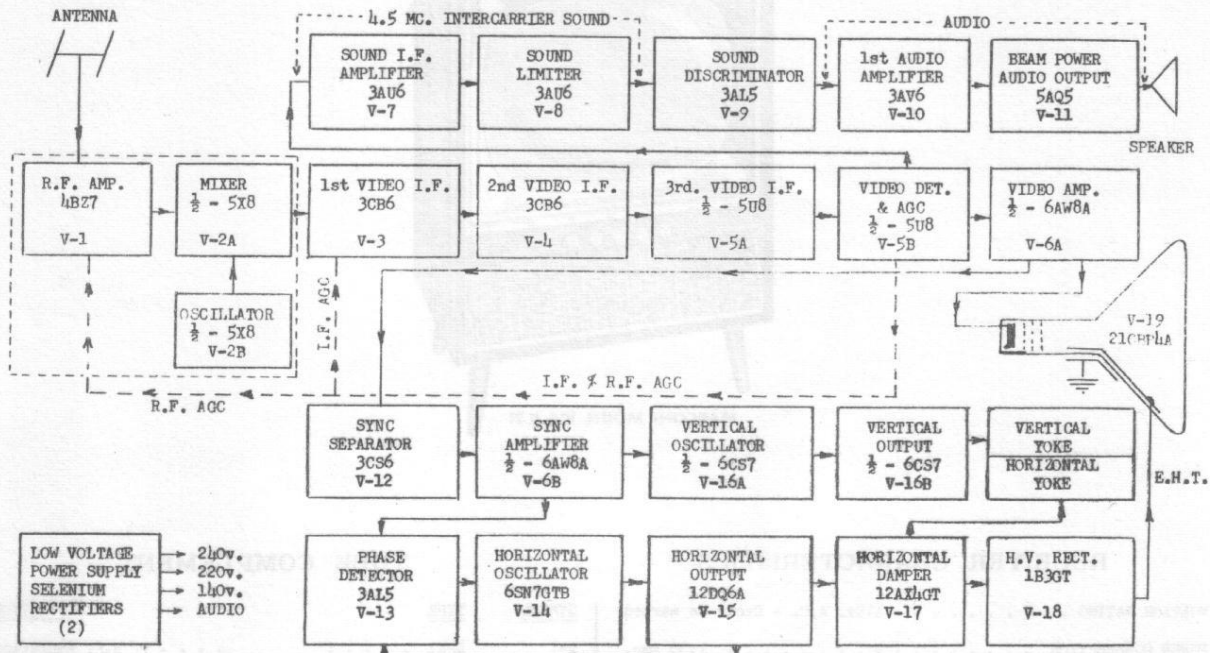 ANTENNA
4.5 MC. INTERCARRIER SOUND
AUDIO
SOUND I.F.
AMPLIFIER
3AU6
V-7
SOUND
LIMITER
3AU6
V-8
SOUND
DISCRIMINATOR
3AL5
V-9
1st AUDIO
AMPLIFIER
3AV6
V-10
BEAM POWER
AUDIO OUTPUT
5AQ5
V-11
SPEAKER
R.F. AMP.
4BZ7
V-1
MIXER
½ - 5X8
V-2A
1st VIDEO I.F.
3CB6
V-3
2nd VIDEO I.F.
3CB6
V-4
3rd. VIDEO I.F.
½ - 5U8
V-5A
VIDEO DET.
& AGC
½ - 5U8
V-5B
VIDEO AMP.
½ - 6AW8A
V-6A
OSCILLATOR
½ - 5X8
V-2B
I.F. AGC
V-19
21CBP4A
R.F. AGC
I.F. & R.F. AGC
SYNC
SEPARATOR
3CS6
V-12
SYNC
AMPLIFIER
½ - 6AW8A
V-6B
VERTICAL
OSCILLATOR
½ - 6CS7
V-16A
VERTICAL
OUTPUT
½ - 6CS7
V-16B
VERTICAL
YOKE
HORIZONTAL
YOKE
E.H.T.
LOW VOLTAGE
POWER SUPPLY
SELENIUM
RECTIFIERS
(2)
240v.
220v.
140v.
AUDIO
PHASE
DETECTOR
3AL5
V-13
HORIZONTAL
OSCILLATOR
6SN7GTB
V-14
HORIZONTAL
OUTPUT
12DQ6A
V-15
HORIZONTAL
DAMPER
12AX4GT
V-17
H.V. RECT.
1B3GT
V-18